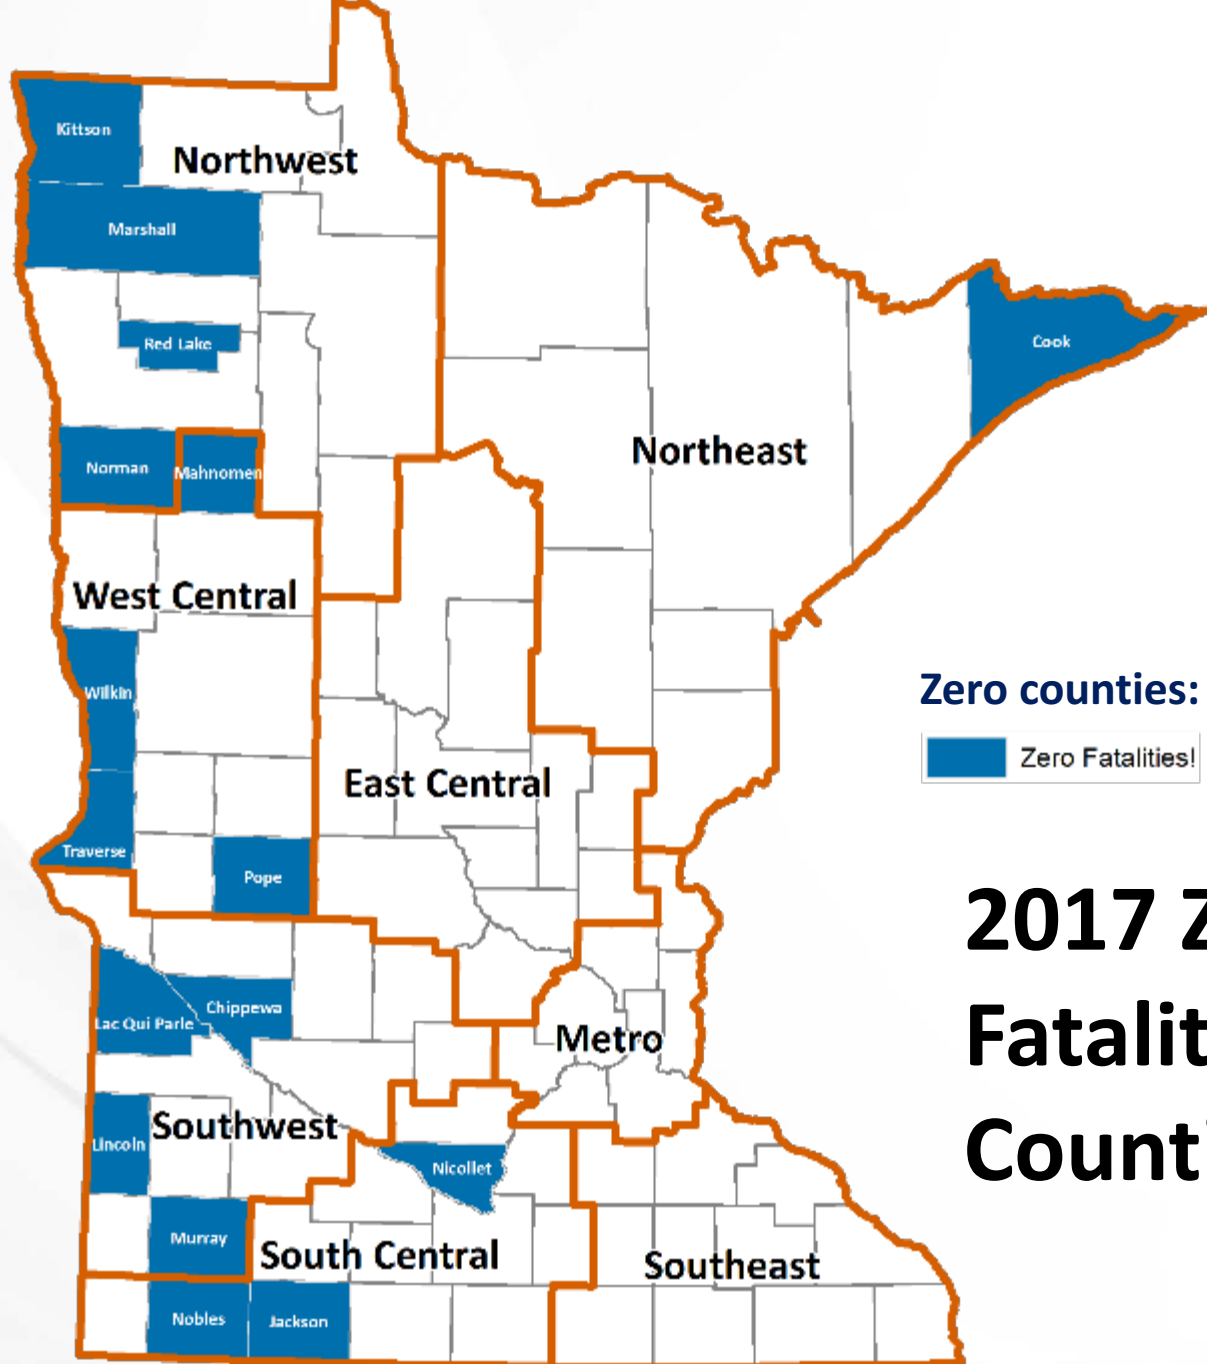 Kittson
Northwest
Marshall
Red Lake
Cook
Norman
Mahnomen
Northeast
West Central
Wilkin
Zero counties:
Zero Fatalities!
East Central
Traverse
Pope
2017 Z
Fatalit
Counti
Lac Qui Parle
Chippewa
Metro
Southwest
Lincoln
Nicollet
Murray
South Central
Southeast
Nobles
Jackson